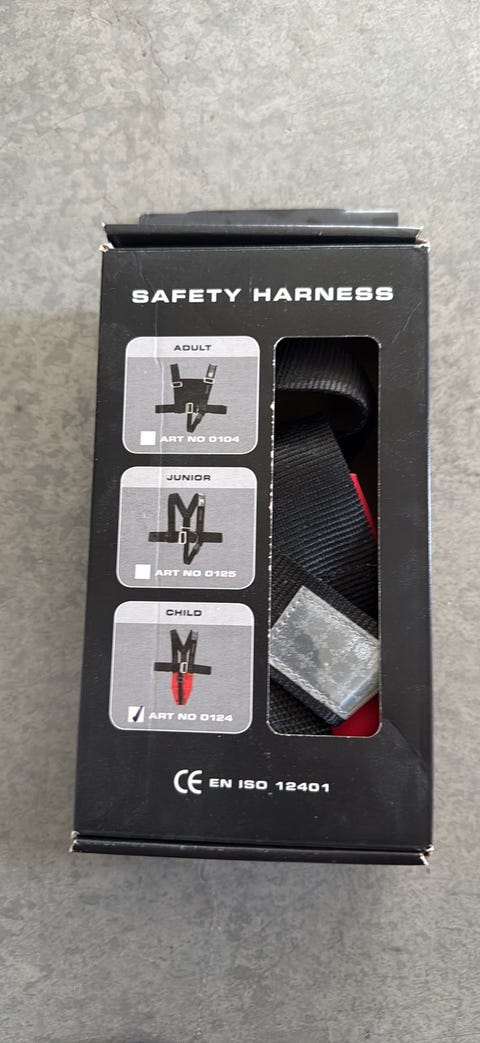 SAFETY HARNESS
ADULT
ART NO 0104
JUNIOR
ART NO 0125
CHILD
ART NO 0124
CE EN ISO 12401